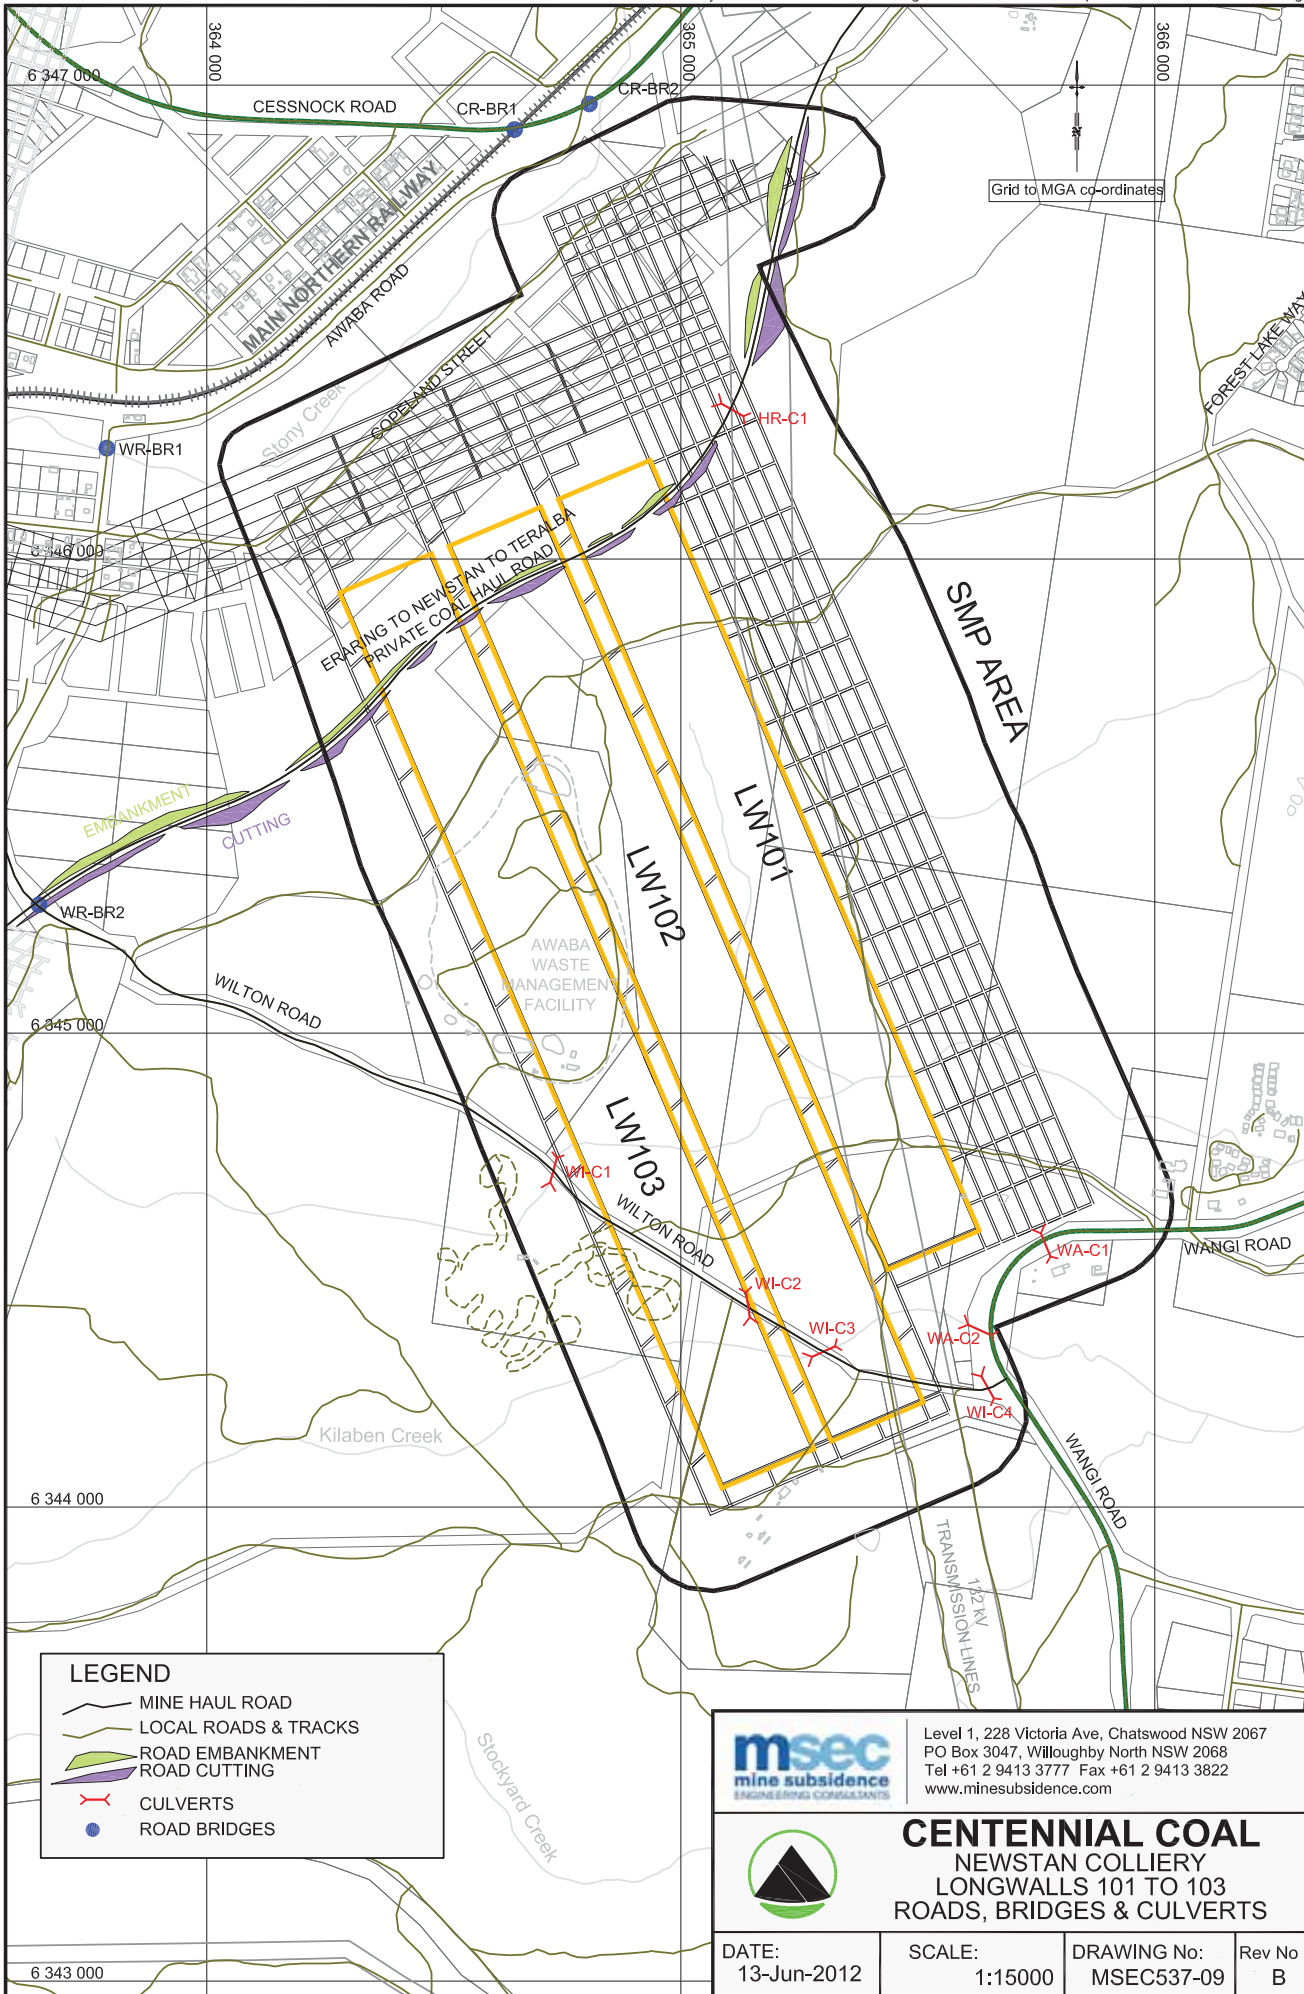 364 000
365 000
366 000
6 347 000
CESSNOCK ROAD
CR-BR1
CR-BR2
N
Grid to MGA co-ordinates
MAIN NORTHERN RAILWAY
AWABA ROAD
COPELAND STREET
Stony Creek
FOREST LAKE WAY
HR-C1
WR-BR1
6 346 000
ERARING TO NEWSTAN TO TERALBA
PRIVATE COAL HAUL ROAD
SMP AREA
EMBANKMENT
CUTTING
LW101
LW102
WR-BR2
AWABA
WASTE
MANAGEMENT
FACILITY
WILTON ROAD
6 345 000
LW103
WI-C1
WILTON ROAD
WA-C1
WANGI ROAD
WI-C2
WI-C3
WA-C2
WI-C4
Kilaben Creek
WANGI ROAD
6 344 000
132 kV
TRANSMISSION LINES
LEGEND
MINE HAUL ROAD
LOCAL ROADS & TRACKS
ROAD EMBANKMENT
ROAD CUTTING
CULVERTS
ROAD BRIDGES
Stockyard Creek
6 343 000
msec
mine subsidence
ENGINEERING CONSULTANTS
Level 1, 228 Victoria Ave, Chatswood NSW 2067
PO Box 3047, Willoughby North NSW 2068
Tel +61 2 9413 3777 Fax +61 2 9413 3822
www.minesubsidence.com
CENTENNIAL COAL
NEWSTAN COLLIERY
LONGWALLS 101 TO 103
ROADS, BRIDGES & CULVERTS
DATE:
13-Jun-2012
SCALE:
1:15000
DRAWING No:
MSEC537-09
Rev No
B